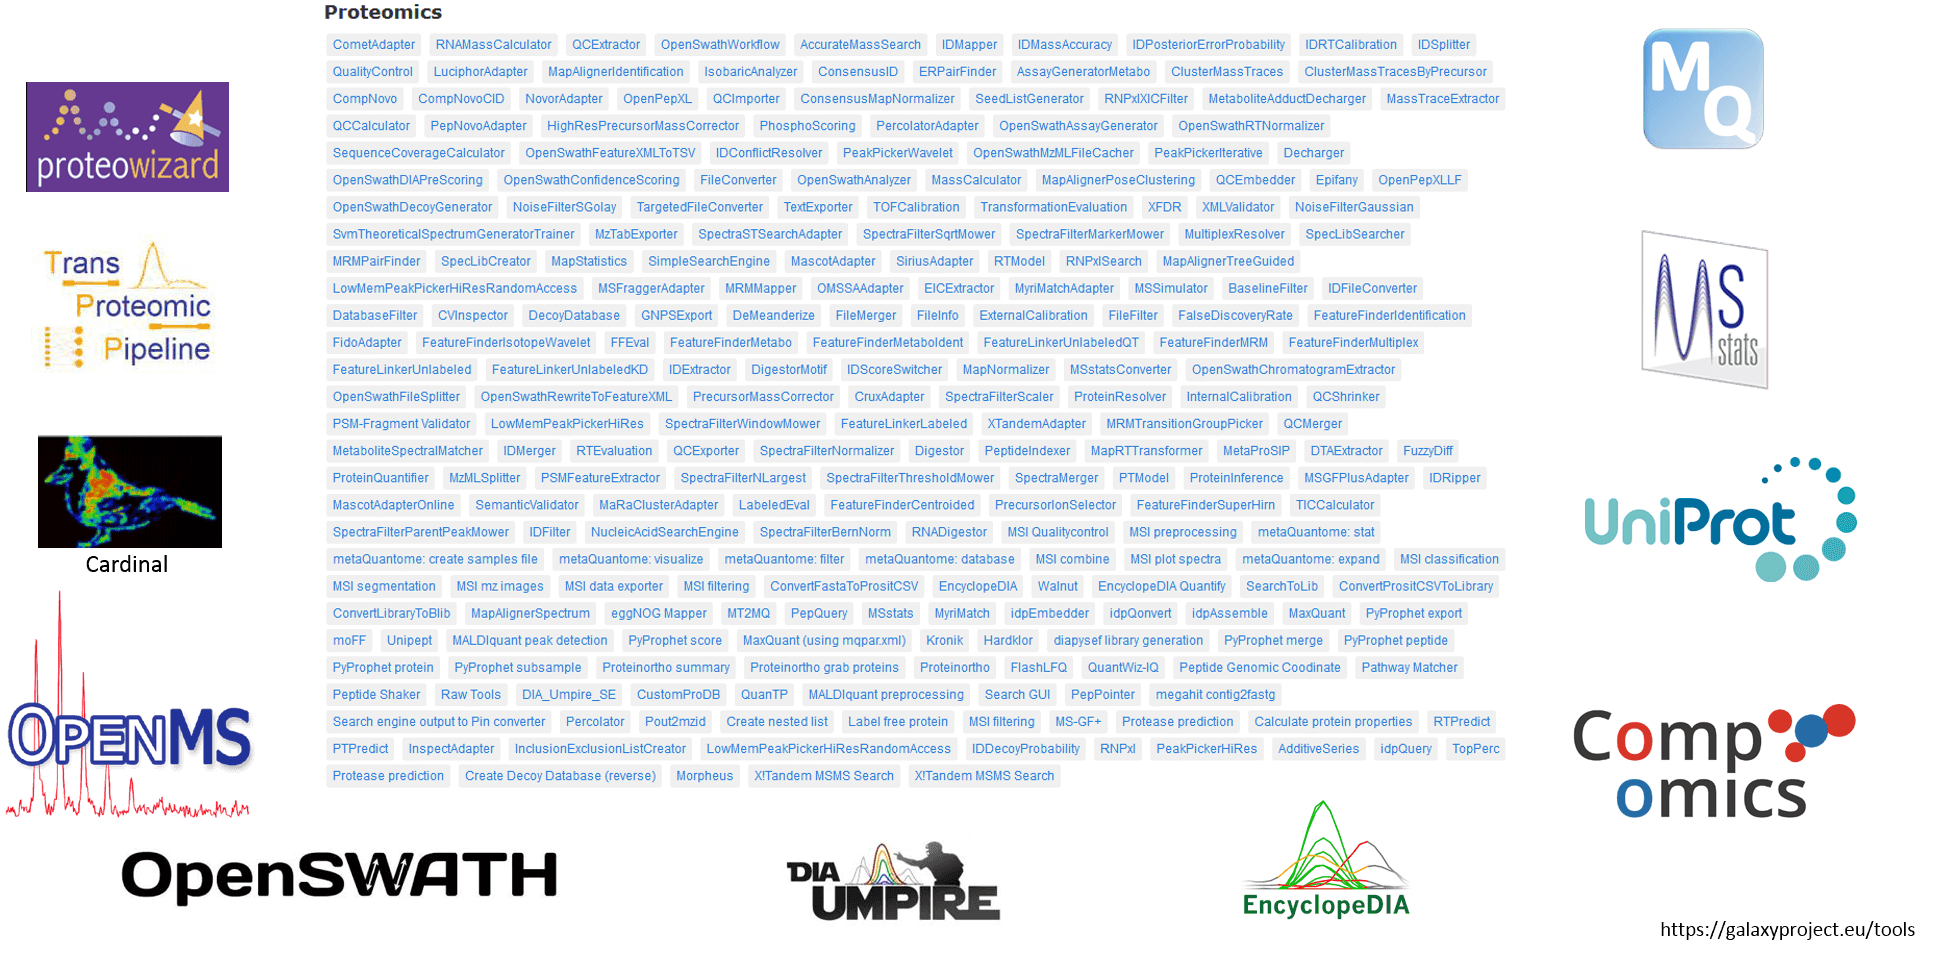 Proteomics
CometAdapter RNAMassCalculator QCExtractor OpenSwathWorkflow AccurateMassSearch IDMapper IDMassAccuracy IDPosteriorErrorProbability IDRTCalibration IDSplitter
QualityControl LuciphorAdapter MapAlignerIdentification IsobaricAnalyzer ConsensusID ERPairFinder AssayGeneratorMetabo ClusterMassTraces ClusterMassTracesByPrecursor
CompNovo CompNovoCID NovorAdapter OpenPepXL QCImporter ConsensusMapNormalizer SeedListGenerator RNPxlXICFilter MetaboliteAdductDecharger MassTraceExtractor
QCCalculator PepNovoAdapter HighResPrecursorMassCorrector PhosphoScoring PercolatorAdapter OpenSwathAssayGenerator OpenSwathRTNormalizer
SequenceCoverageCalculator OpenSwathFeatureXMLToTSV IDConflictResolver PeakPickerWavelet OpenSwathMzMLFileCacher PeakPickerIterative Decharger
OpenSwathDIAPreScoring OpenSwathConfidenceScoring FileConverter OpenSwathAnalyzer MassCalculator MapAlignerPoseClustering QCEmbedder Epifany OpenPepXLLF
OpenSwathDecoyGenerator NoiseFilterSGolay TargetedFileConverter TextExporter TOFCalibration TransformationEvaluation XFDR XMLValidator NoiseFilterGaussian
SvmTheoreticalSpectrumGeneratorTrainer MzTabExporter SpectraSTSearchAdapter SpectraFilterSqrtMower SpectraFilterMarkerMower MultiplexResolver SpecLibSearcher
MRMPairFinder SpecLibCreator MapStatistics SimpleSearchEngine MascotAdapter SiriusAdapter RTModel RNPxlSearch MapAlignerTreeGuided
LowMemPeakPickerHiResRandomAccess MSFraggerAdapter MRMMapper OMSSAAdapter EICExtractor MyriMatchAdapter MSSimulator BaselineFilter IDFileConverter
DatabaseFilter CVInspector DecoyDatabase GNPSExport DeMeanderize FileMerger FileInfo ExternalCalibration FileFilter FalseDiscoveryRate FeatureFinderIdentification
FidoAdapter FeatureFinderIsotopeWavelet FFEval FeatureFinderMetabo FeatureFinderMetaboIdent FeatureLinkerUnlabeledQT FeatureFinderMRM FeatureFinderMultiplex
FeatureLinkerUnlabeled FeatureLinkerUnlabeledKD IDExtractor DigestorMotif IDScoreSwitcher MapNormalizer MSstatsConverter OpenSwathChromatogramExtractor
OpenSwathFileSplitter OpenSwathRewriteToFeatureXML PrecursorMassCorrector CruxAdapter SpectraFilterScaler ProteinResolver InternalCalibration QCShrinker
PSM-Fragment Validator LowMemPeakPickerHiRes SpectraFilterWindowMower FeatureLinkerLabeled XTandemAdapter MRMTransitionGroupPicker QCMerger
MetaboliteSpectralMatcher IDMerger RTEvaluation QCExporter SpectraFilterNormalizer Digestor PeptideIndexer MapRTTransformer MetaProSIP DTAExtractor FuzzyDiff
ProteinQuantifier MzMLSplitter PSMFeatureExtractor SpectraFilterNLargest SpectraFilterThresholdMower SpectraMerger PTModel ProteinInference MSGFPlusAdapter IDRipper
MascotAdapterOnline SemanticValidator MaRaClusterAdapter LabeledEval FeatureFinderCentroided PrecursorIonSelector FeatureFinderSuperHirn TICCalculator
SpectraFilterParentPeakMower IDFilter NucleicAcidSearchEngine SpectraFilterBernNorm RNADigestor MSI Qualitycontrol MSI preprocessing metaQuantome: stat
metaQuantome: create samples file metaQuantome: visualize metaQuantome: filter metaQuantome: database MSI combine MSI plot spectra metaQuantome: expand MSI classification
MSI segmentation MSI mz images MSI data exporter MSI filtering ConvertFastaToPrositCSV EncyclopeDIA Walnut EncyclopeDIA Quantify SearchToLib ConvertPrositCSVToLibrary
ConvertLibraryToBlib MapAlignerSpectrum eggNOG Mapper MT2MQ PepQuery MSstats MyriMatch idpEmbedder idpQonvert idpAssemble MaxQuant PyProphet export
moFF Unipept MALDIquant peak detection PyProphet score MaxQuant (using mqpar.xml) Kronik Hardklor diapysef library generation PyProphet merge PyProphet peptide
PyProphet protein PyProphet subsample Proteinortho summary Proteinortho grab proteins Proteinortho FlashLFQ QuantWiz-IQ Peptide Genomic Coodinate Pathway Matcher
Peptide Shaker Raw Tools DIA_Umpire_SE CustomProDB QuanTP MALDIquant preprocessing Search GUI PepPointer megahit contig2fastg
Search engine output to Pin converter Percolator Pout2mzid Create nested list Label free protein MSI filtering MS-GF+ Protease prediction Calculate protein properties RTPredict
PTPredict InspectAdapter InclusionExclusionListCreator LowMemPeakPickerHiResRandomAccess IDDecoyProbability RNPxl PeakPickerHiRes AdditiveSeries idpQuery TopPerc
Protease prediction Create Decoy Database (reverse) Morpheus X!Tandem MSMS Search X!Tandem MSMS Search
proteowizard
Trans
Proteomic
Pipeline
Cardinal
OPENMS
OpenSWATH
DIA
UMPIRE
EncyclopeDIA
MQ
MS
stats
UniProt
Comp
omics
https://galaxyproject.eu/tools